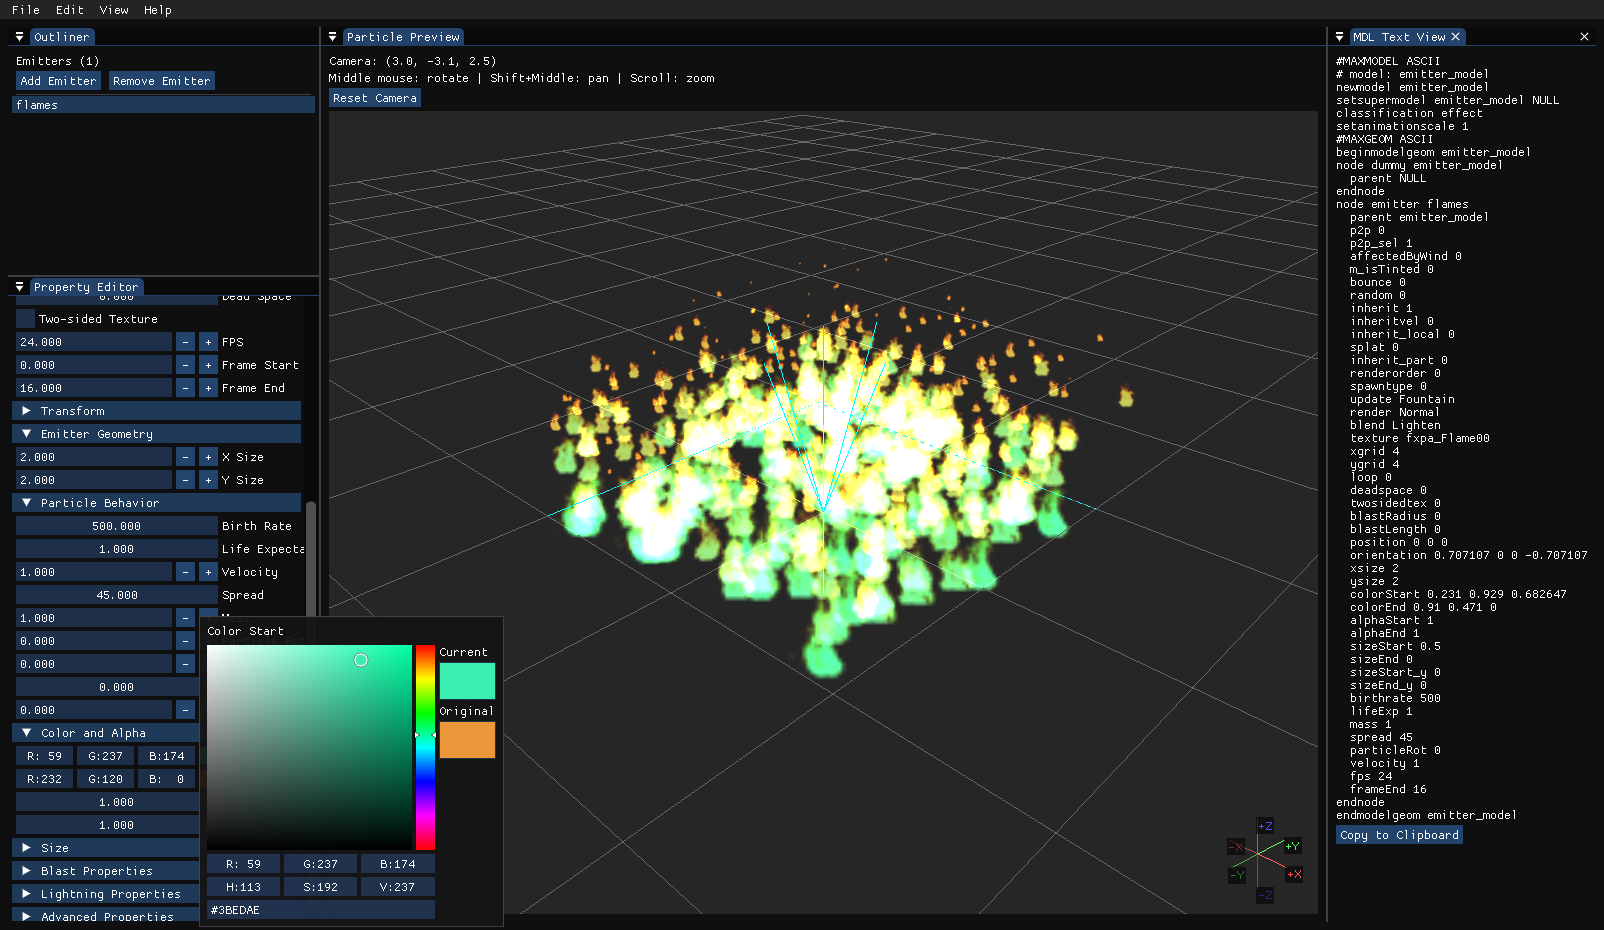 File Edit View Help
Outliner
Emitters (1)
Add Emitter Remove Emitter
flames
Property Editor
0.000 Dead Space
Two-sided Texture
24.000 - + FPS
0.000 - + Frame Start
16.000 - + Frame End
Transform
Emitter Geometry
2.000 - + X Size
2.000 - + Y Size
Particle Behavior
500.000 Birth Rate
1.000 Life Expecta
1.000 - + Velocity
45.000 Spread
1.000 -
0.000 -
0.000 -
0.000
0.000 -
Color and Alpha
R: 59 G:237 B:174
R:232 G:120 B: 0
1.000
1.000
Size
Blast Properties
Lightning Properties
Advanced Properties
Color Start
Current
Original
R: 59 G:237 B:174
H:113 S:192 V:237
#3BEDAE
Particle Preview
Camera: (3.0, -3.1, 2.5)
Middle mouse: rotate | Shift+Middle: pan | Scroll: zoom
Reset Camera
+Z
-X +Y
-Y +X
-Z
MDL Text View
#MAXMODEL ASCII
# model: emitter_model
newmodel emitter_model
setsupermodel emitter_model NULL
classification effect
setanimationscale 1
#MAXGEOM ASCII
beginmodelgeom emitter_model
node dummy emitter_model
parent NULL
endnode
node emitter flames
parent emitter_model
p2p 0
p2p_sel 1
affectedByWind 0
m_isTinted 0
bounce 0
random 0
inherit 1
inheritvel 0
inherit_local 0
splat 0
inherit_part 0
renderorder 0
spawntype 0
update Fountain
render Normal
blend Lighten
texture fxpa_Flame00
xgrid 4
ygrid 4
loop 0
deadspace 0
twosidedtex 0
blastRadius 0
blastLength 0
position 0 0 0
orientation 0.707107 0 0 -0.707107
xsize 2
ysize 2
colorStart 0.231 0.929 0.682647
colorEnd 0.91 0.471 0
alphaStart 1
alphaEnd 1
sizeStart 0.5
sizeEnd 0
sizeStart_y 0
sizeEnd_y 0
birthrate 500
lifeExp 1
mass 1
spread 45
particleRot 0
velocity 1
fps 24
frameEnd 16
endnode
endmodelgeom emitter_model
Copy to Clipboard